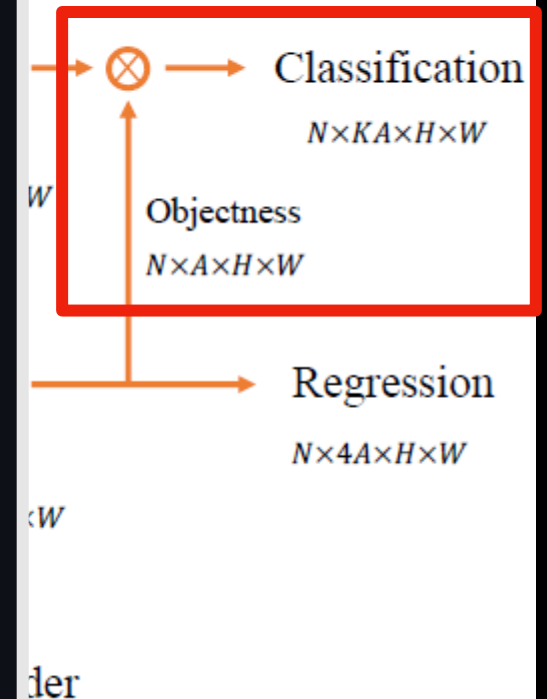 Classification
N×KA×H×W
W
Objectness
N×A×H×W
Regression
N×4A×H×W
×W
der